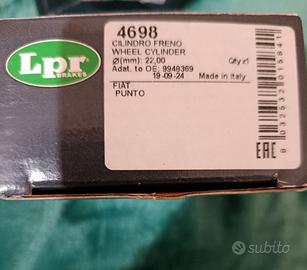 Lpr
BRAKES
4698
CILINDRO FRENO
WHEEL CYLINDER
Ø(mm): 22,00 Qty x1
Adat. to OE: 9948369
19-09-24 Made in Italy
FIAT
PUNTO
EAC
8032532015841
subito